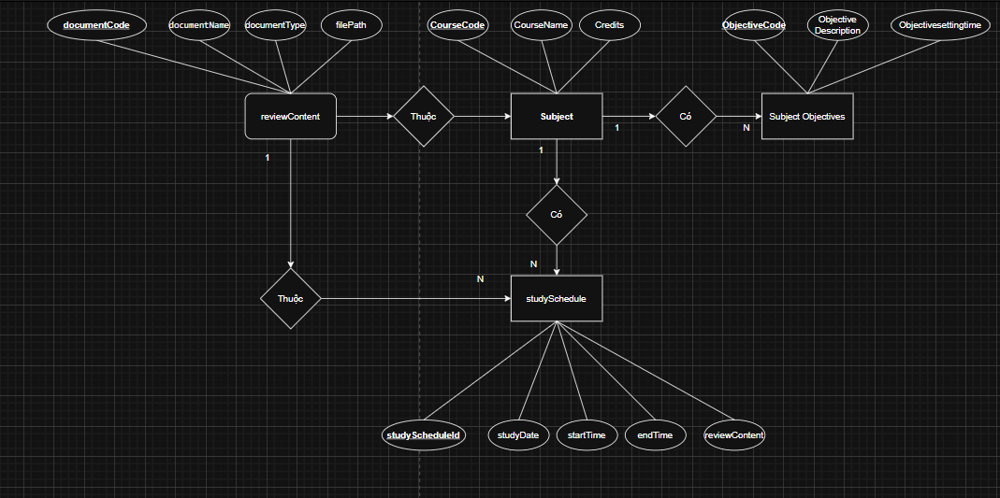 documentCode
documentName
documentType
filePath
CourseCode
CourseName
Credits
ObjectiveCode
Objective
Description
Objectivesettingtime
reviewContent
Thuộc
Subject
1
Có
N
Subject Objectives
1
1
Có
N
N
Thuộc
studySchedule
studyScheduleId
studyDate
startTime
endTime
reviewContent